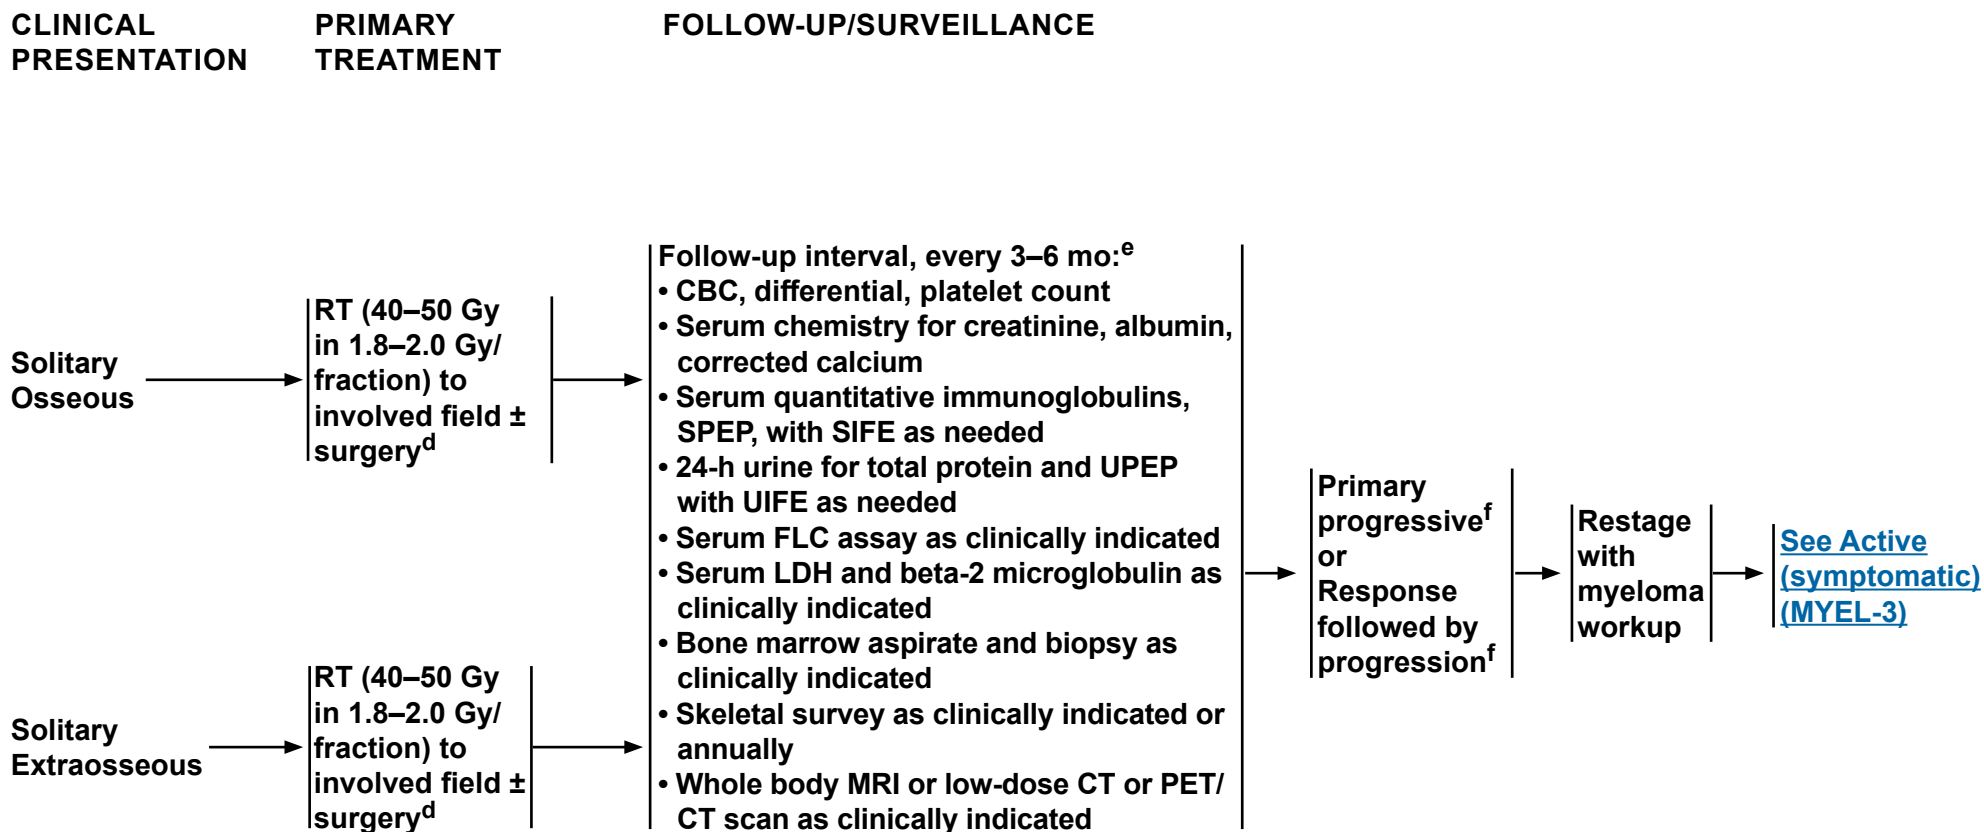 CLINICAL
PRESENTATION
PRIMARY
TREATMENT
FOLLOW-UP/SURVEILLANCE
Solitary
Osseous
RT (40–50 Gy
in 1.8–2.0 Gy/
fraction) to
involved field ±
surgeryd
Solitary
Extraosseous
RT (40–50 Gy
in 1.8–2.0 Gy/
fraction) to
involved field ±
surgeryd
Follow-up interval, every 3–6 mo:e
• CBC, differential, platelet count
• Serum chemistry for creatinine, albumin,
corrected calcium
• Serum quantitative immunoglobulins,
SPEP, with SIFE as needed
• 24-h urine for total protein and UPEP
with UIFE as needed
• Serum FLC assay as clinically indicated
• Serum LDH and beta-2 microglobulin as
clinically indicated
• Bone marrow aspirate and biopsy as
clinically indicated
• Skeletal survey as clinically indicated or
annually
• Whole body MRI or low-dose CT or PET/
CT scan as clinically indicated
Primary
progressivef
or
Response
followed by
progressionf
Restage
with
myeloma
workup
See Active
(symptomatic)
(MYEL-3)